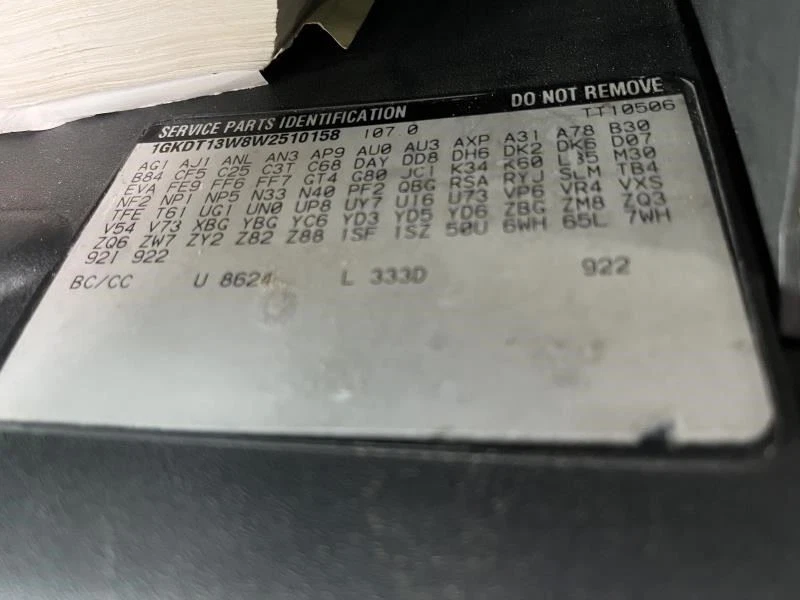 SERVICE PARTS IDENTIFICATION DO NOT REMOVE
1GKDT13W8W2510158 107.0 TT10506
AG1 AJ1 ANL AN3 AP9 AU0 AU3 AXP A31 A78 B30
B84 CF5 C25 C3T C68 DAY DD8 DH6 DK2 DK6 D07
EVA FE9 FF6 FF7 GT4 G80 JC1 K34 K60 L35 M30
NF2 NP1 NP5 N33 N40 PF2 QBG RSA RYJ SLM TB4
TFE T61 UG1 UN0 UP8 UY7 U16 U73 VP6 VR4 VXS
V54 V73 XBG YBG YC6 YD3 YD5 YD6 ZBG ZM8 ZQ3
ZQ6 ZW7 ZY2 Z82 Z88 1SF 1SZ 50U 6WH 65L 7WH
92I 922
BC/CC U 8624 L 333D 922